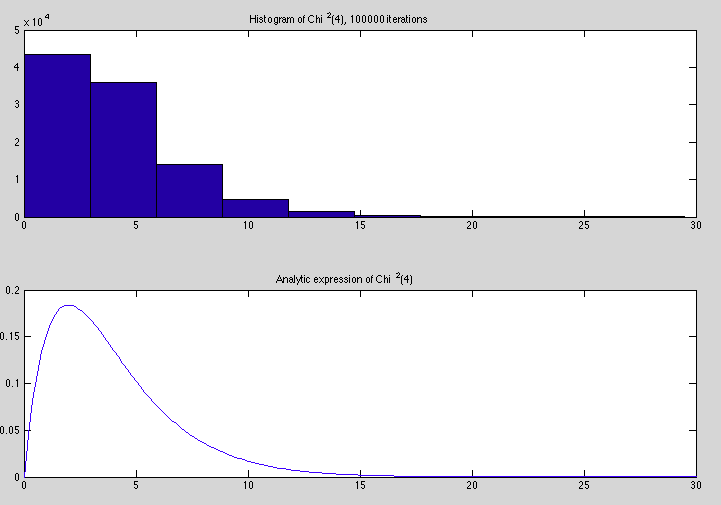 Histogram of Chi ²(4), 100000 iterations
5 x 10⁴
4
3
2
1
0
0 5 10 15 20 25 30
Analytic expression of Chi ²(4)
0.2
0.15
0.1
0.05
0
0 5 10 15 20 25 30